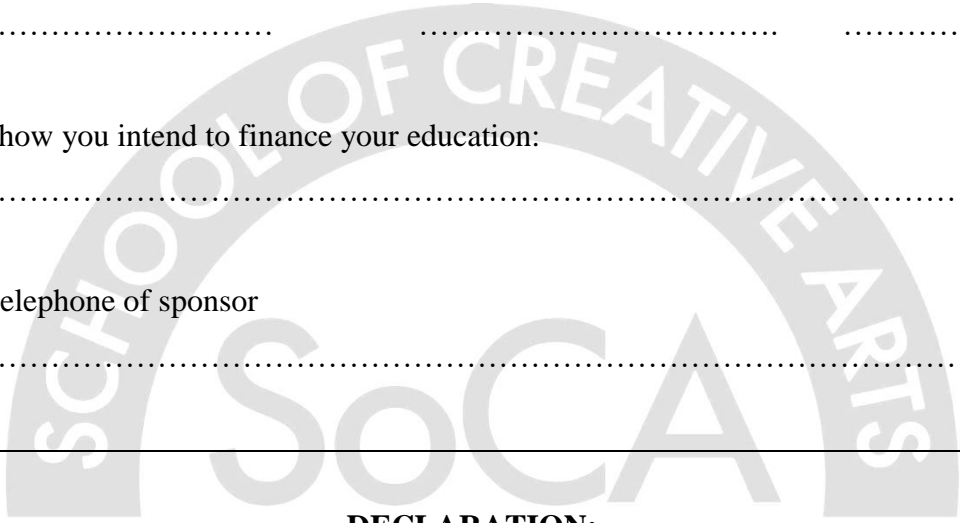 ……………………… ……………………………. …………
how you intend to finance your education:
………………………………………………………………………………
elephone of sponsor
………………………………………………………………………………
DECLARATION:
SCHOOL OF CREATIVE ARTS
SoCA